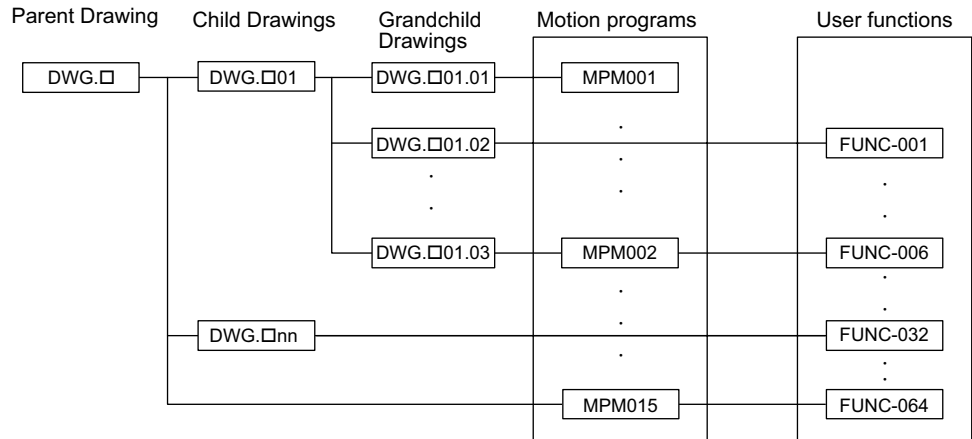 Parent Drawing
Child Drawings
Grandchild
Drawings
Motion programs
User functions
DWG.□
DWG.□01
DWG.□01.01
MPM001
DWG.□01.02
FUNC-001
DWG.□01.03
MPM002
FUNC-006
DWG.□nn
FUNC-032
MPM015
FUNC-064